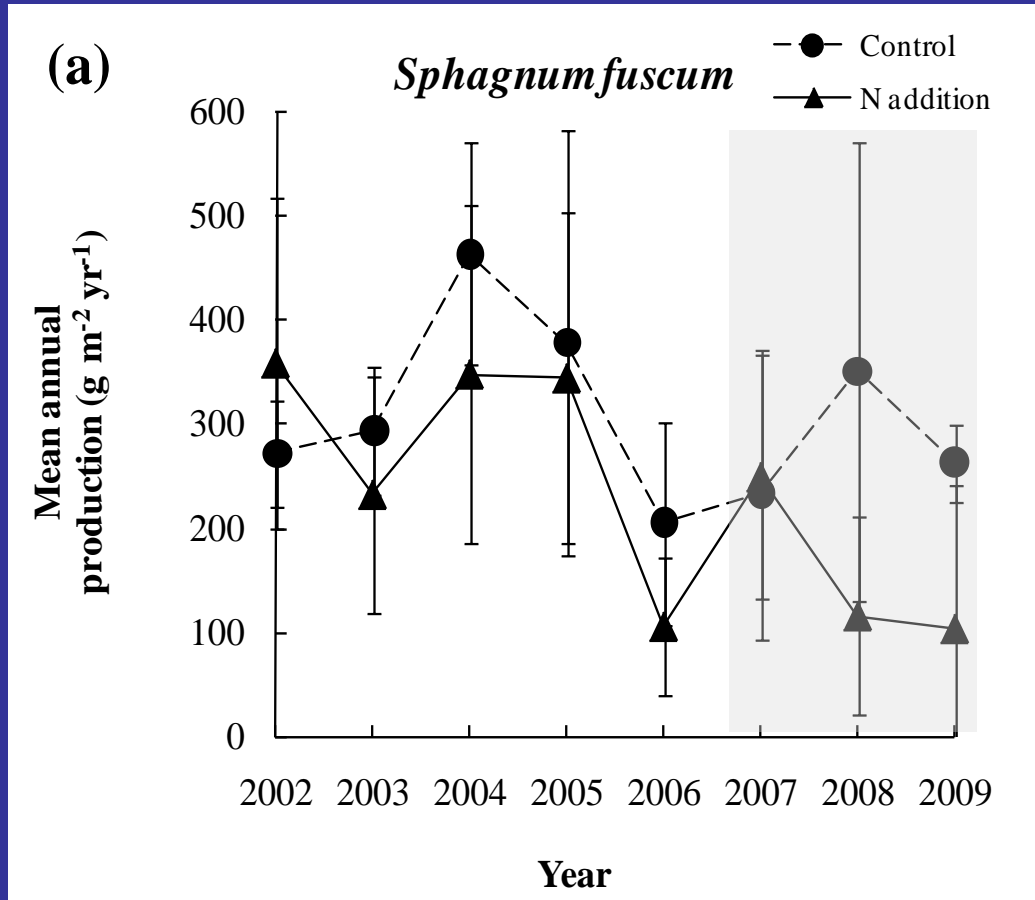 (a)
Sphagnum fuscum
Control
N addition
600
500
400
300
200
100
0
Mean annual
production (g m-2 yr-1)
2002 2003 2004 2005 2006 2007 2008 2009
Year